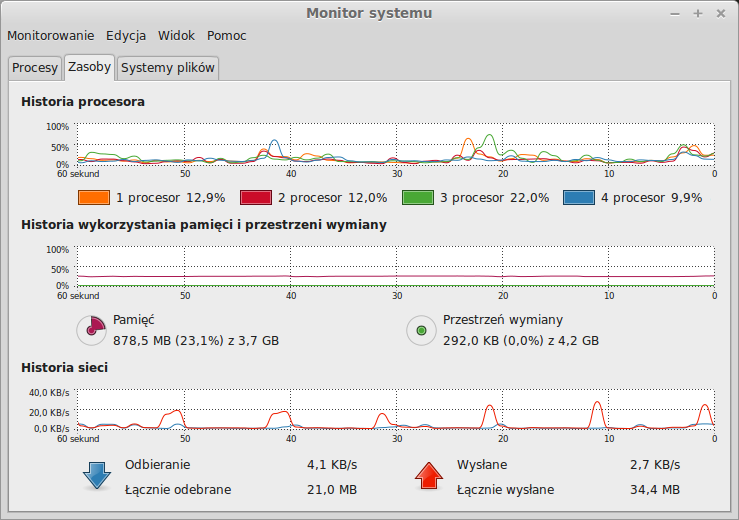 Monitor systemu
Monitorowanie Edycja Widok Pomoc
Procesy Zasoby Systemy plików
Historia procesora
100%
50%
0%
60 sekund 50 40 30 20 10 0
1 procesor 12,9% 2 procesor 12,0% 3 procesor 22,0% 4 procesor 9,9%
Historia wykorzystania pamięci i przestrzeni wymiany
100%
50%
0%
60 sekund 50 40 30 20 10 0
Pamięć Przestrzeń wymiany
878,5 MB (23,1%) z 3,7 GB 292,0 KB (0,0%) z 4,2 GB
Historia sieci
40,0 KB/s
20,0 KB/s
0,0 KB/s
60 sekund 50 40 30 20 10 0
Odbieranie 4,1 KB/s Wysłane 2,7 KB/s
Łącznie odebrane 21,0 MB Łącznie wysłane 34,4 MB